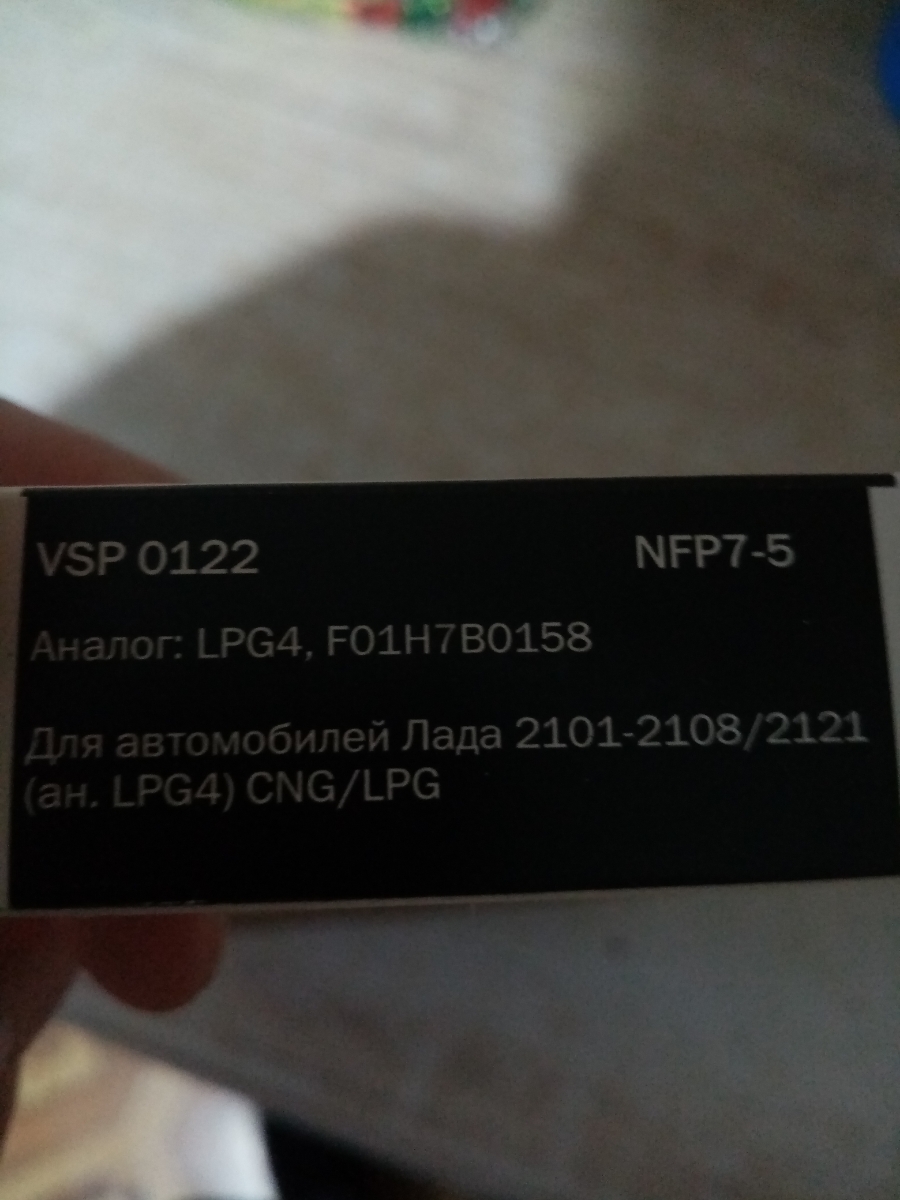 VSP 0122 NFP7-5
Аналог: LPG4, F01H7B0158
Для автомобилей Лада 2101-2108/2121
(ан. LPG4) CNG/LPG